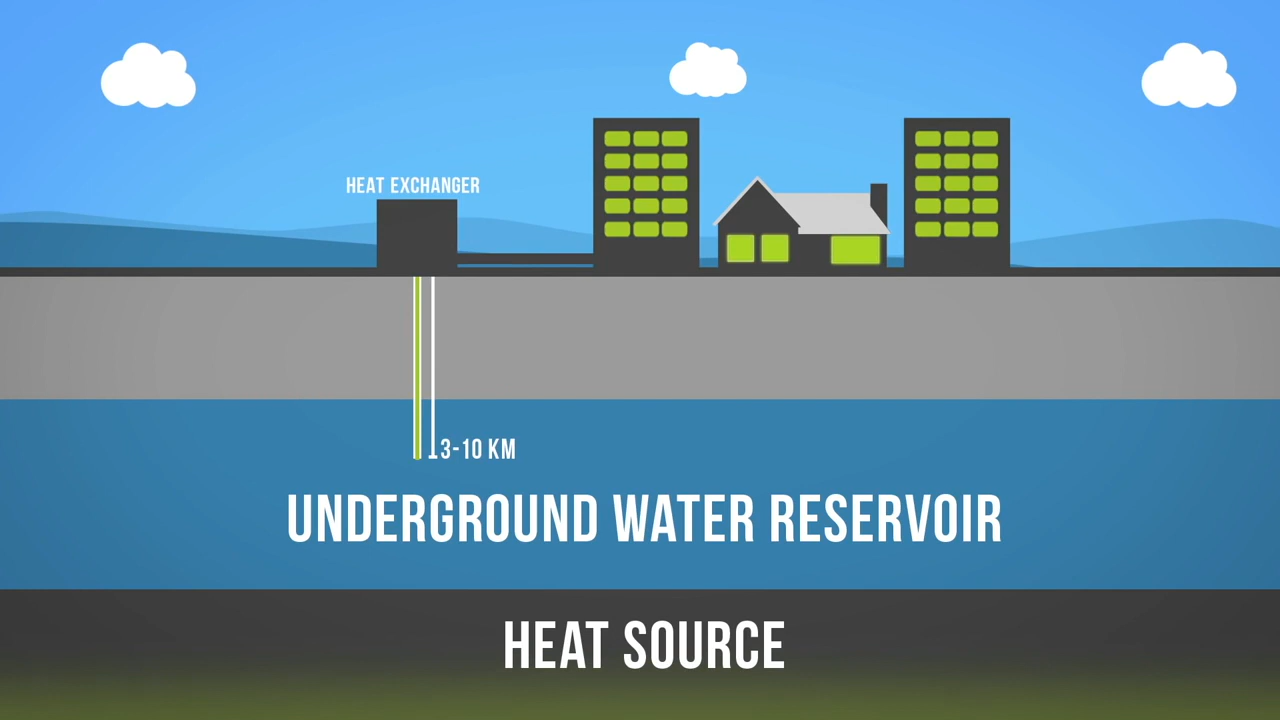 HEAT EXCHANGER
3-10 KM
UNDERGROUND WATER RESERVOIR
HEAT SOURCE